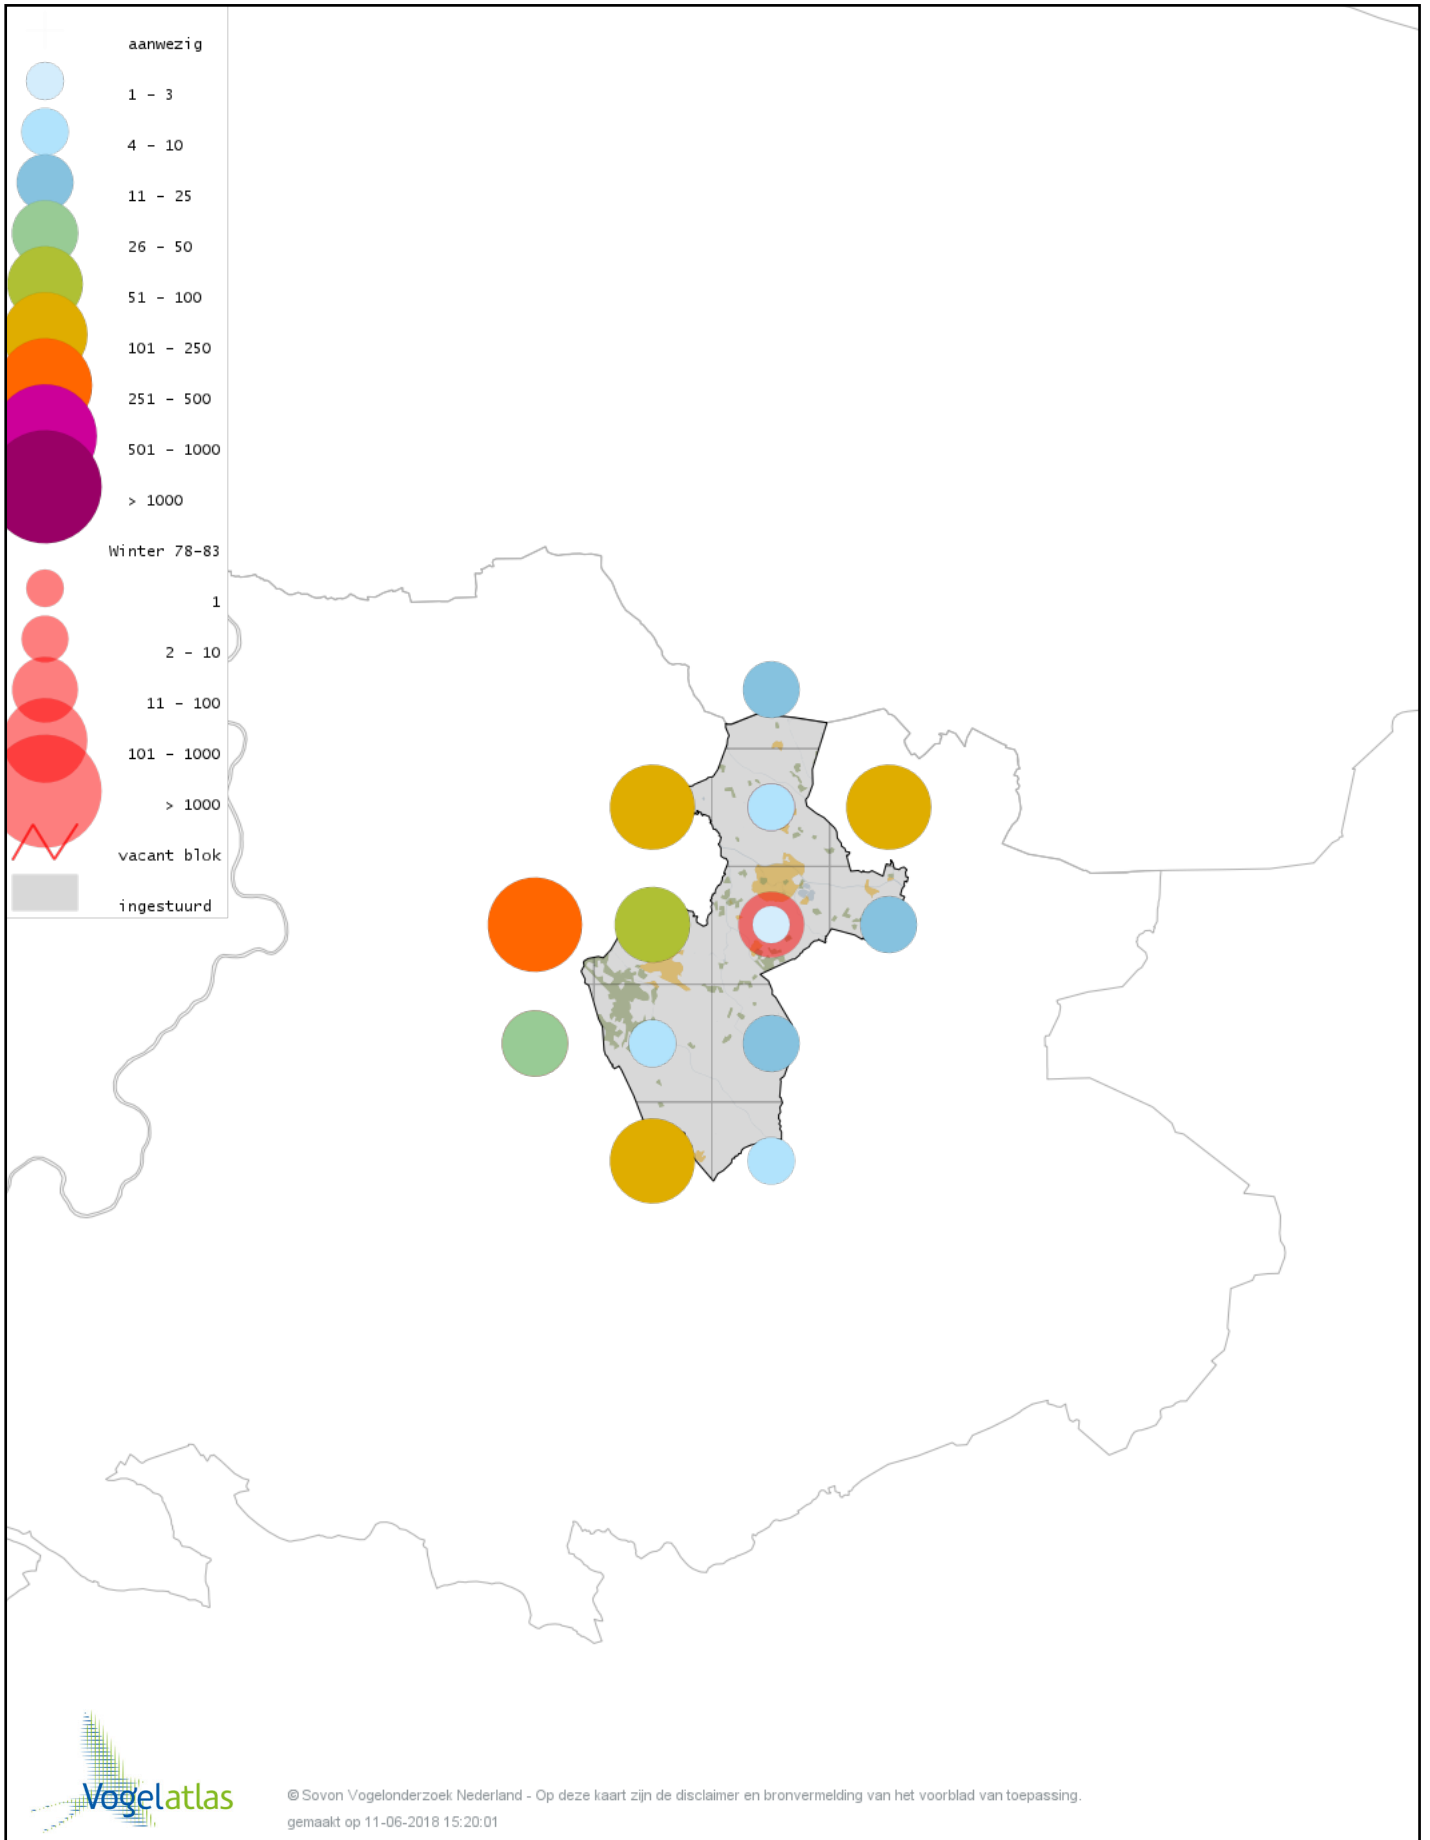 aanwezig
1 - 3
4 - 10
11 - 25
26 - 50
51 - 100
101 - 250
251 - 500
501 - 1000
> 1000
Winter 78-83
1
2 - 10
11 - 100
101 - 1000
> 1000
vacant blok
ingestuurd
Vogelatlas
© Sovon Vogelonderzoek Nederland - Op deze kaart zijn de disclaimer en bronvermelding van het voorblad van toepassing.
gemaakt op 11-06-2018 15:20:01